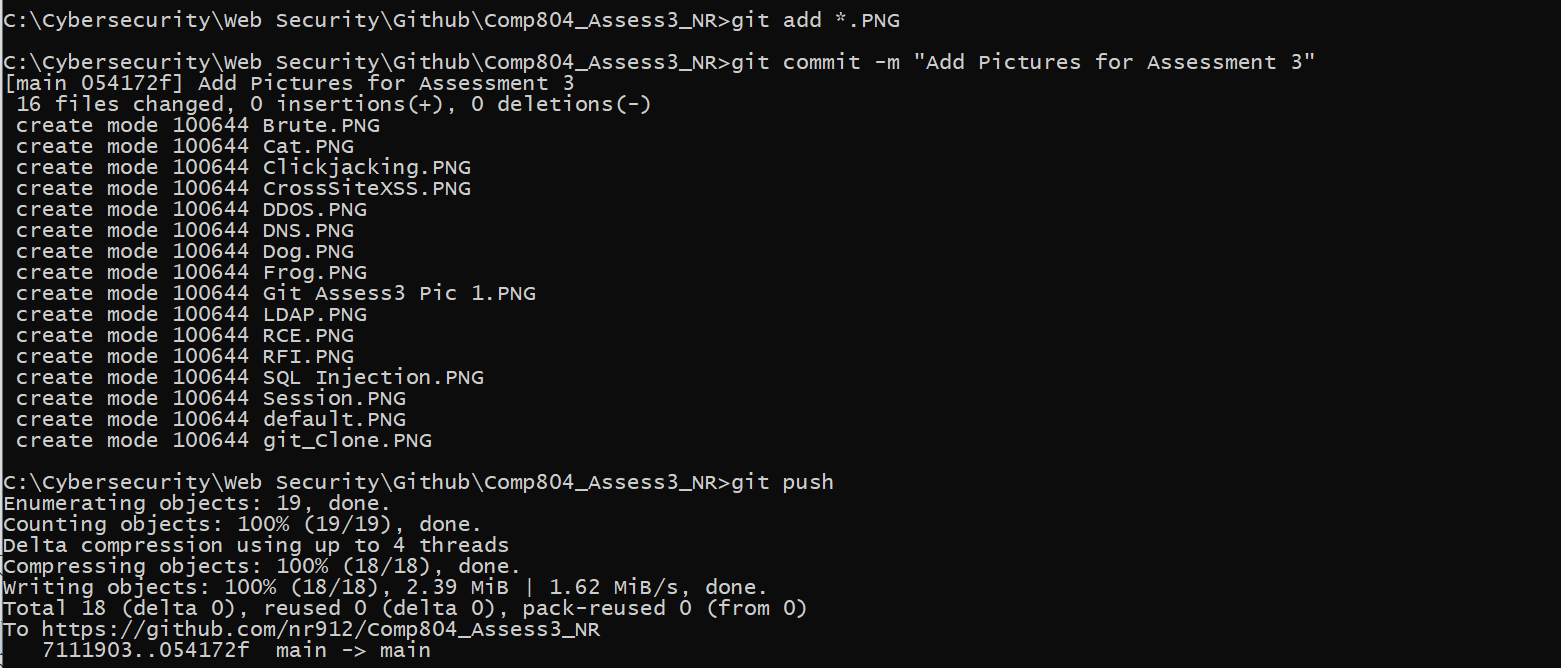 C:\Cybersecurity\Web Security\Github\Comp804_Assess3_NR>git add *.PNG
C:\Cybersecurity\Web Security\Github\Comp804_Assess3_NR>git commit -m "Add Pictures for Assessment 3"
[main 054172f] Add Pictures for Assessment 3
 16 files changed, 0 insertions(+), 0 deletions(-)
 create mode 100644 Brute.PNG
 create mode 100644 Cat.PNG
 create mode 100644 Clickjacking.PNG
 create mode 100644 CrossSiteXSS.PNG
 create mode 100644 DDOS.PNG
 create mode 100644 DNS.PNG
 create mode 100644 Dog.PNG
 create mode 100644 Frog.PNG
 create mode 100644 Git Assess3 Pic 1.PNG
 create mode 100644 LDAP.PNG
 create mode 100644 RCE.PNG
 create mode 100644 RFI.PNG
 create mode 100644 SQL Injection.PNG
 create mode 100644 Session.PNG
 create mode 100644 default.PNG
 create mode 100644 git_Clone.PNG
C:\Cybersecurity\Web Security\Github\Comp804_Assess3_NR>git push
Enumerating objects: 19, done.
Counting objects: 100% (19/19), done.
Delta compression using up to 4 threads
Compressing objects: 100% (18/18), done.
Writing objects: 100% (18/18), 2.39 MiB | 1.62 MiB/s, done.
Total 18 (delta 0), reused 0 (delta 0), pack-reused 0 (from 0)
To https://github.com/nr912/Comp804_Assess3_NR
   7111903..054172f  main -> main